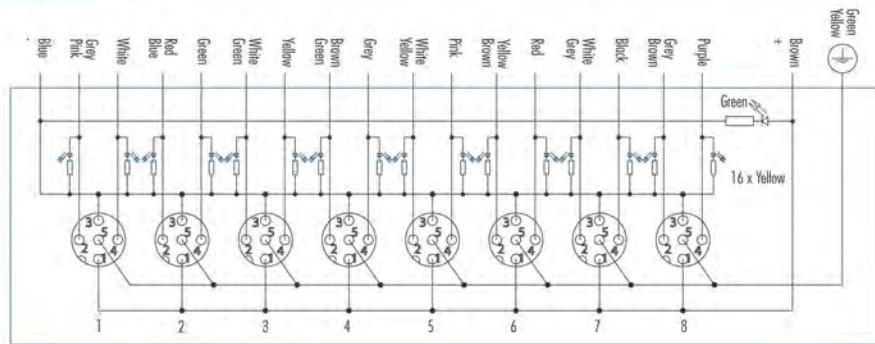 - Blue
Grey Pink
White
Red Blue
Green
White Green
Yellow
Brown Green
Grey
White Yellow
Pink
Yellow Brown
Red
White Grey
Black
Grey Brown
Purple
+ Brown
Green Yellow
Green
16 x Yellow
3 3 3 3 3 3 3 3
5 5 5 5 5 5 5 5
2 4 2 4 2 4 2 4 2 4 2 4 2 4 2 4
1 1 1 1 1 1 1 1
1 2 3 4 5 6 7 8